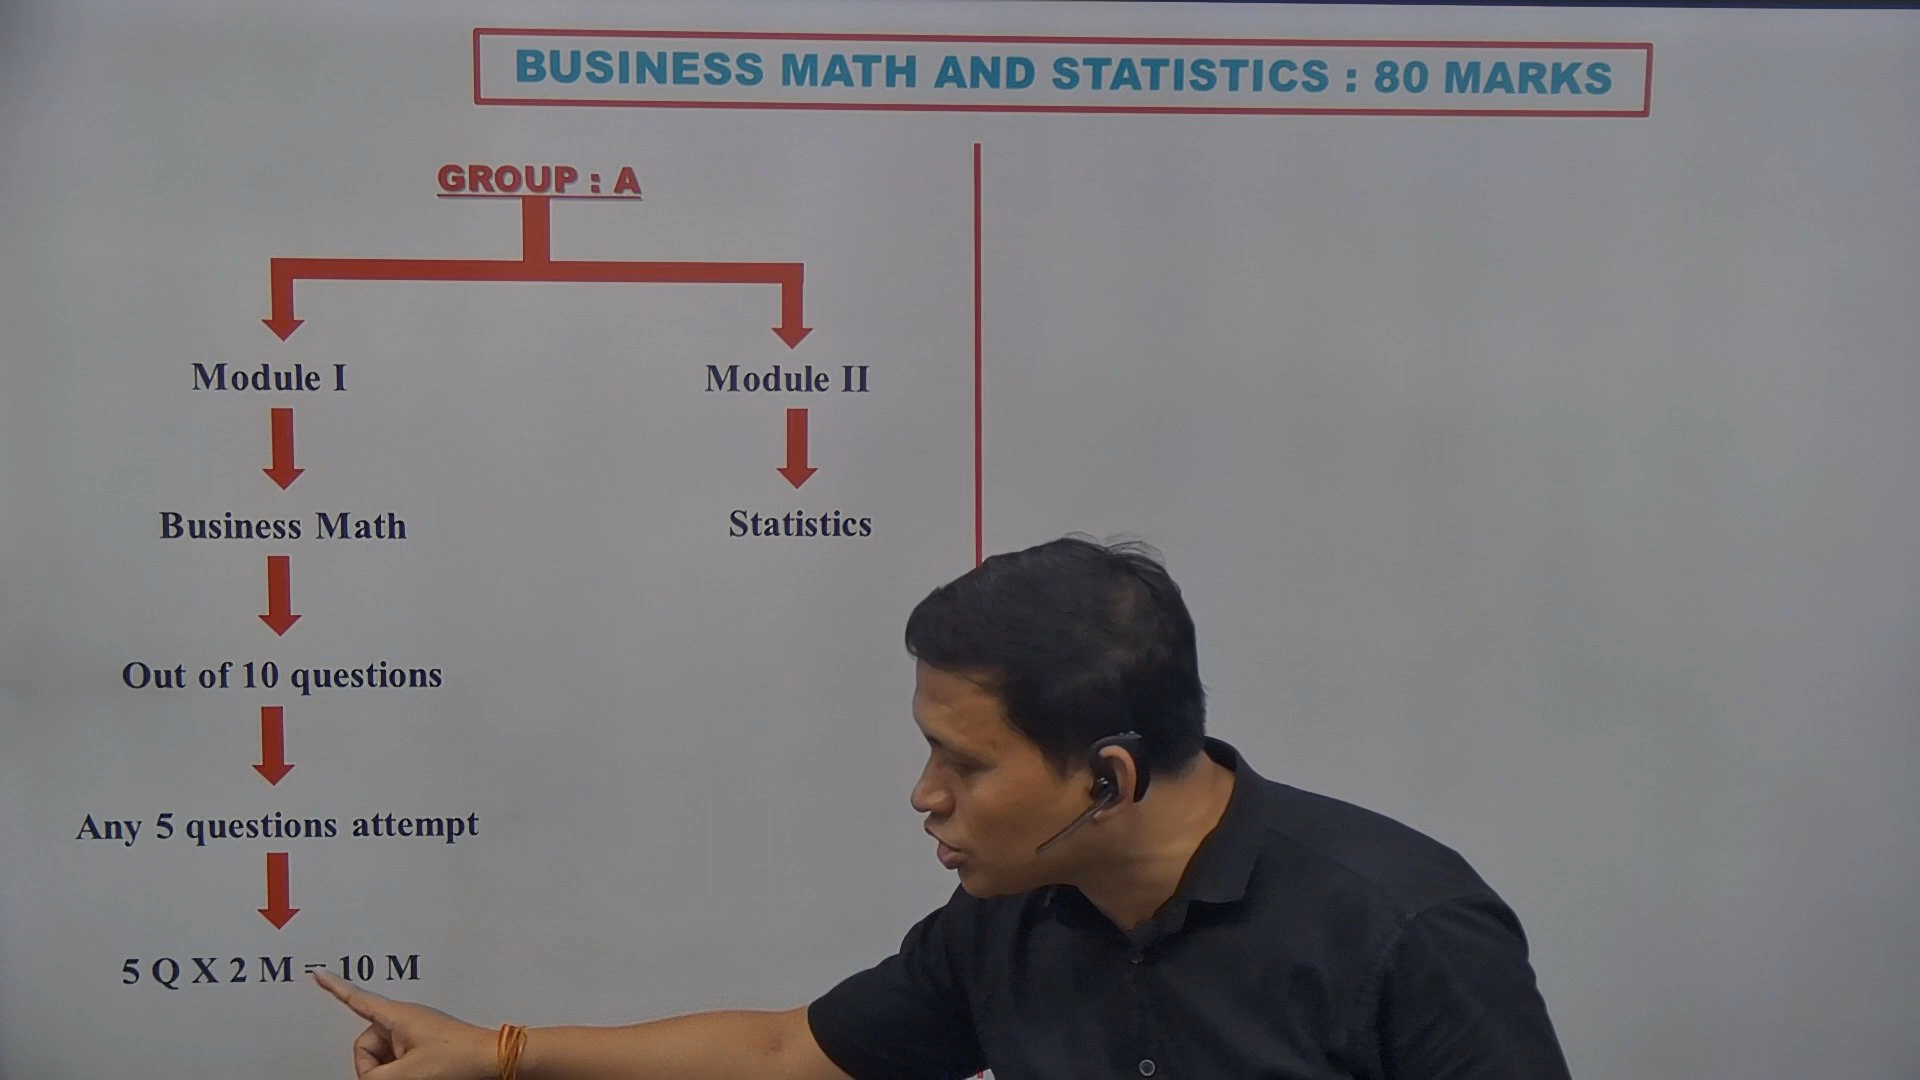 BUSINESS MATH AND STATISTICS : 80 MARKS
GROUP : A
Module I
Module II
Business Math
Statistics
Out of 10 questions
Any 5 questions attempt
5 Q X 2 M = 10 M